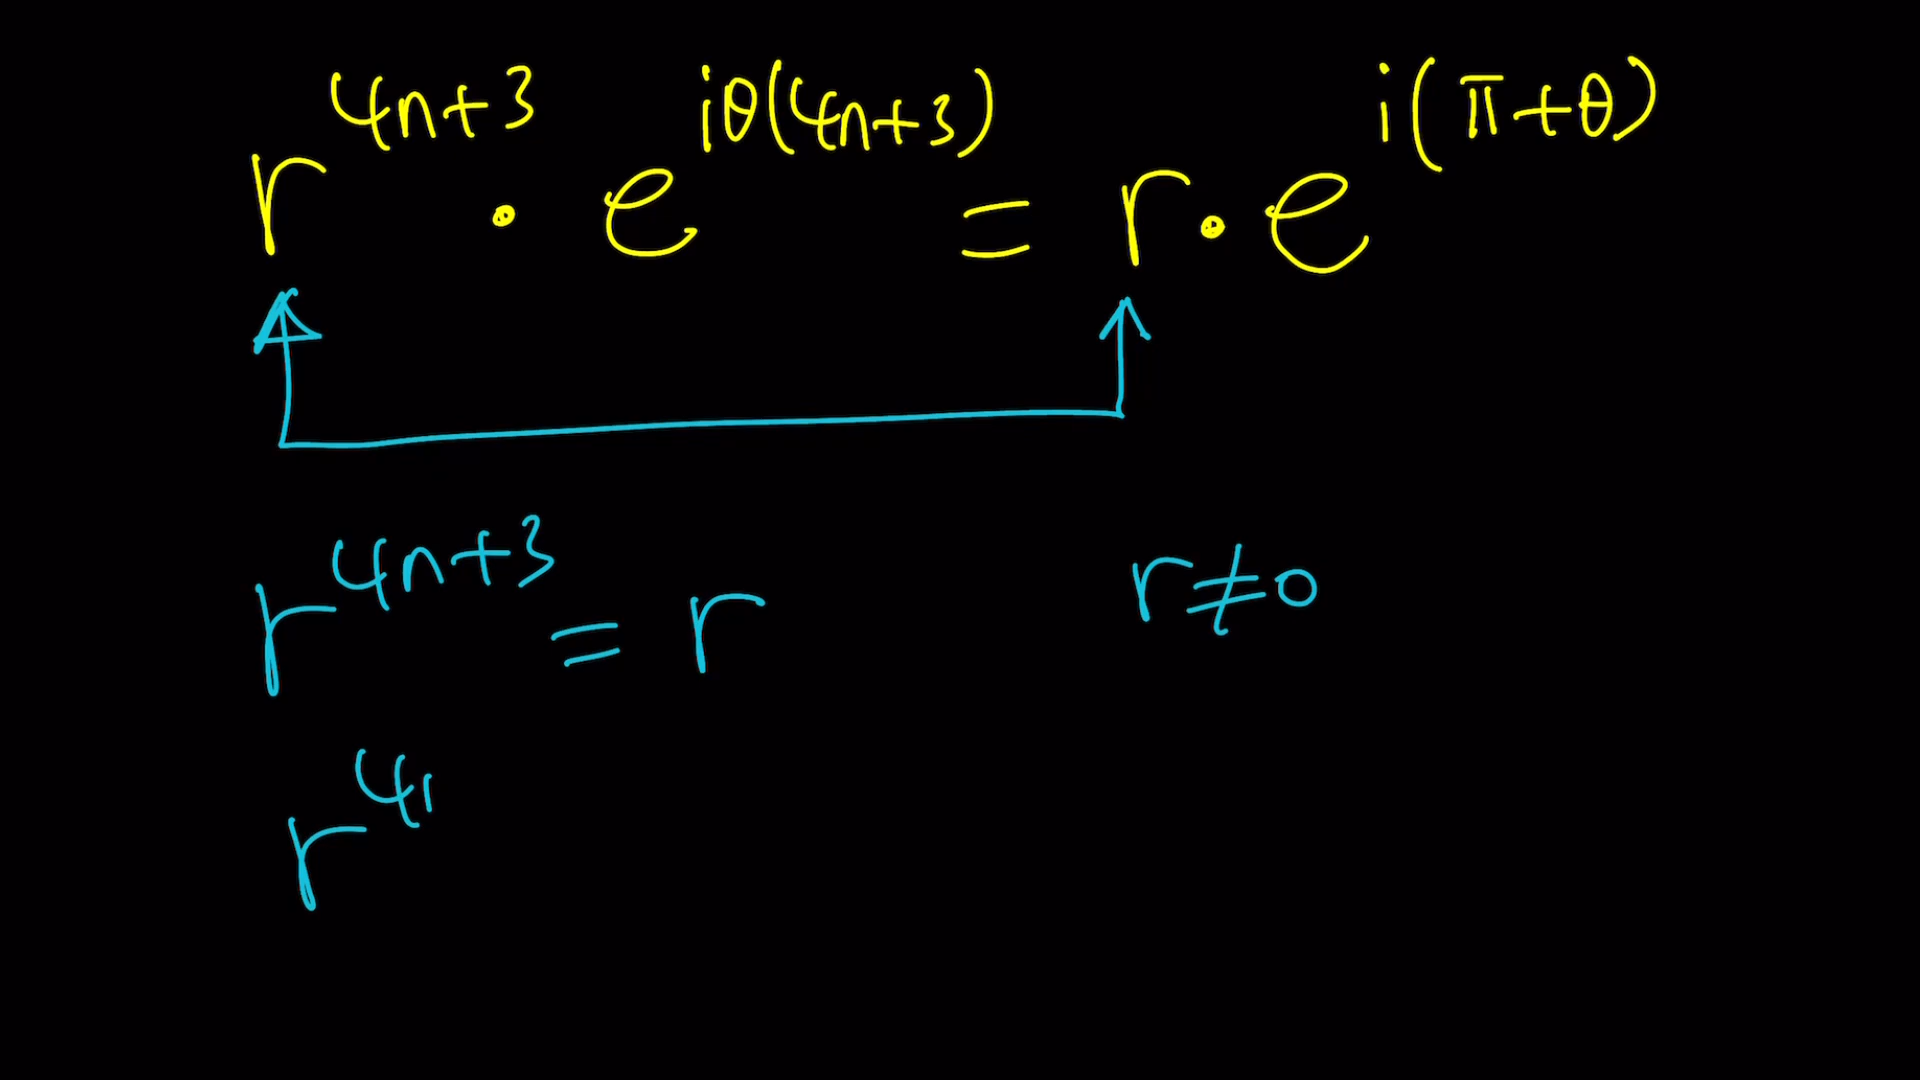 r^{4n+3} · e^{iθ(4n+3)} = r · e^{i(π+θ)}
r^{4n+3} = r r≠0
r^{4}